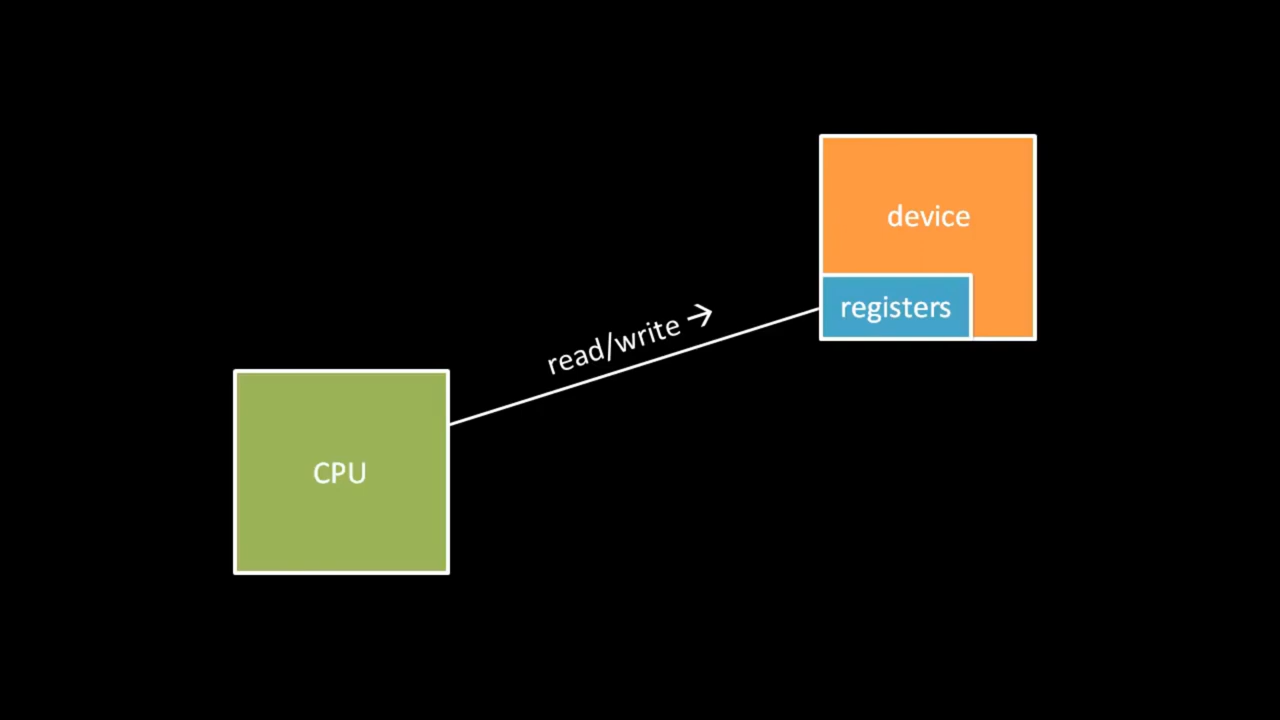 device
registers
read/write →
CPU